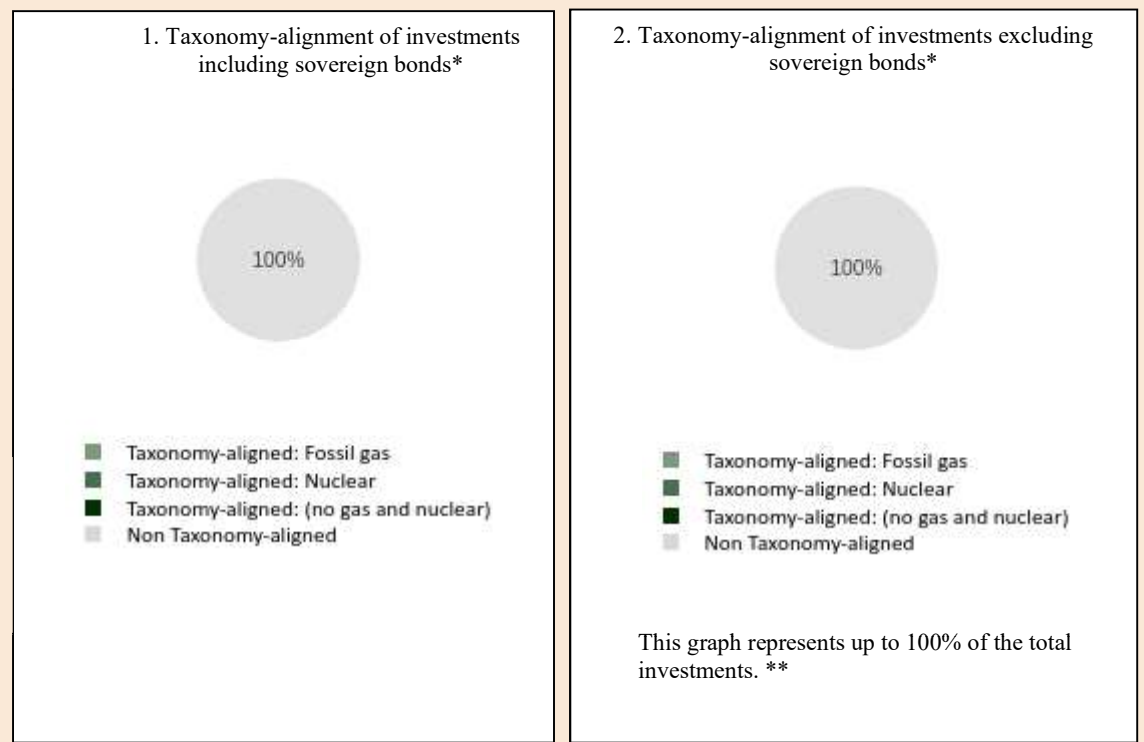 1. Taxonomy-alignment of investments
including sovereign bonds*
100%
Taxonomy-aligned: Fossil gas
Taxonomy-aligned: Nuclear
Taxonomy-aligned: (no gas and nuclear)
Non Taxonomy-aligned
2. Taxonomy-alignment of investments excluding
sovereign bonds*
100%
Taxonomy-aligned: Fossil gas
Taxonomy-aligned: Nuclear
Taxonomy-aligned: (no gas and nuclear)
Non Taxonomy-aligned
This graph represents up to 100% of the total
investments. **